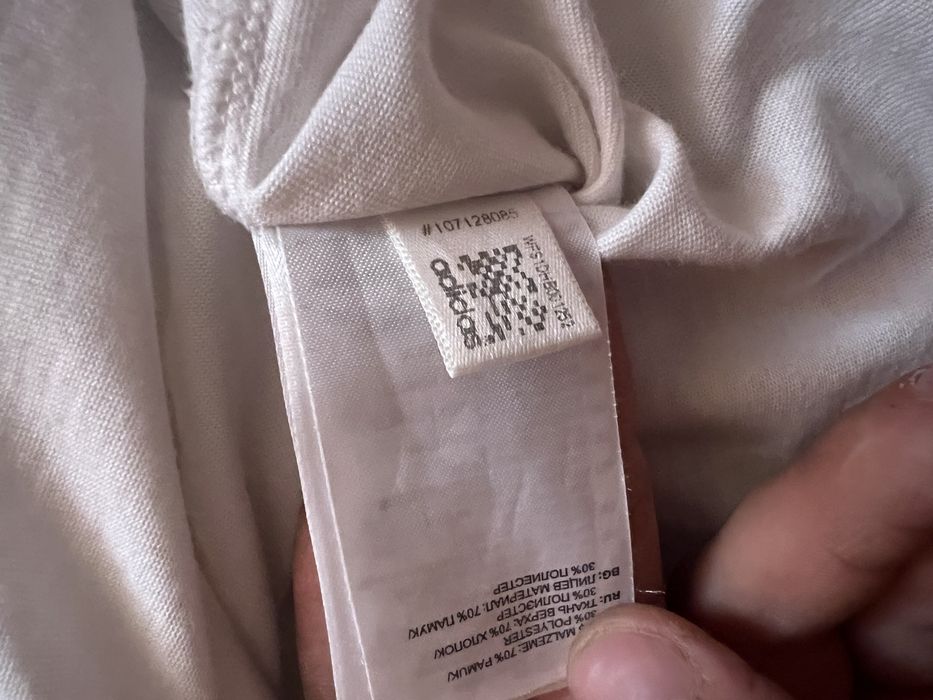 #107128085
adidas
MALZEME: 70% PAMUK/
POLYESTER
RU: ТКАНЬ ВЕРХА: 70% ХЛОПОК/
30% ПОЛИЭСТЕР
BG: ЛИЦЕВ МАТЕРИАЛ: 70% ПАМУК/
30% ПОЛИЕСТЕР